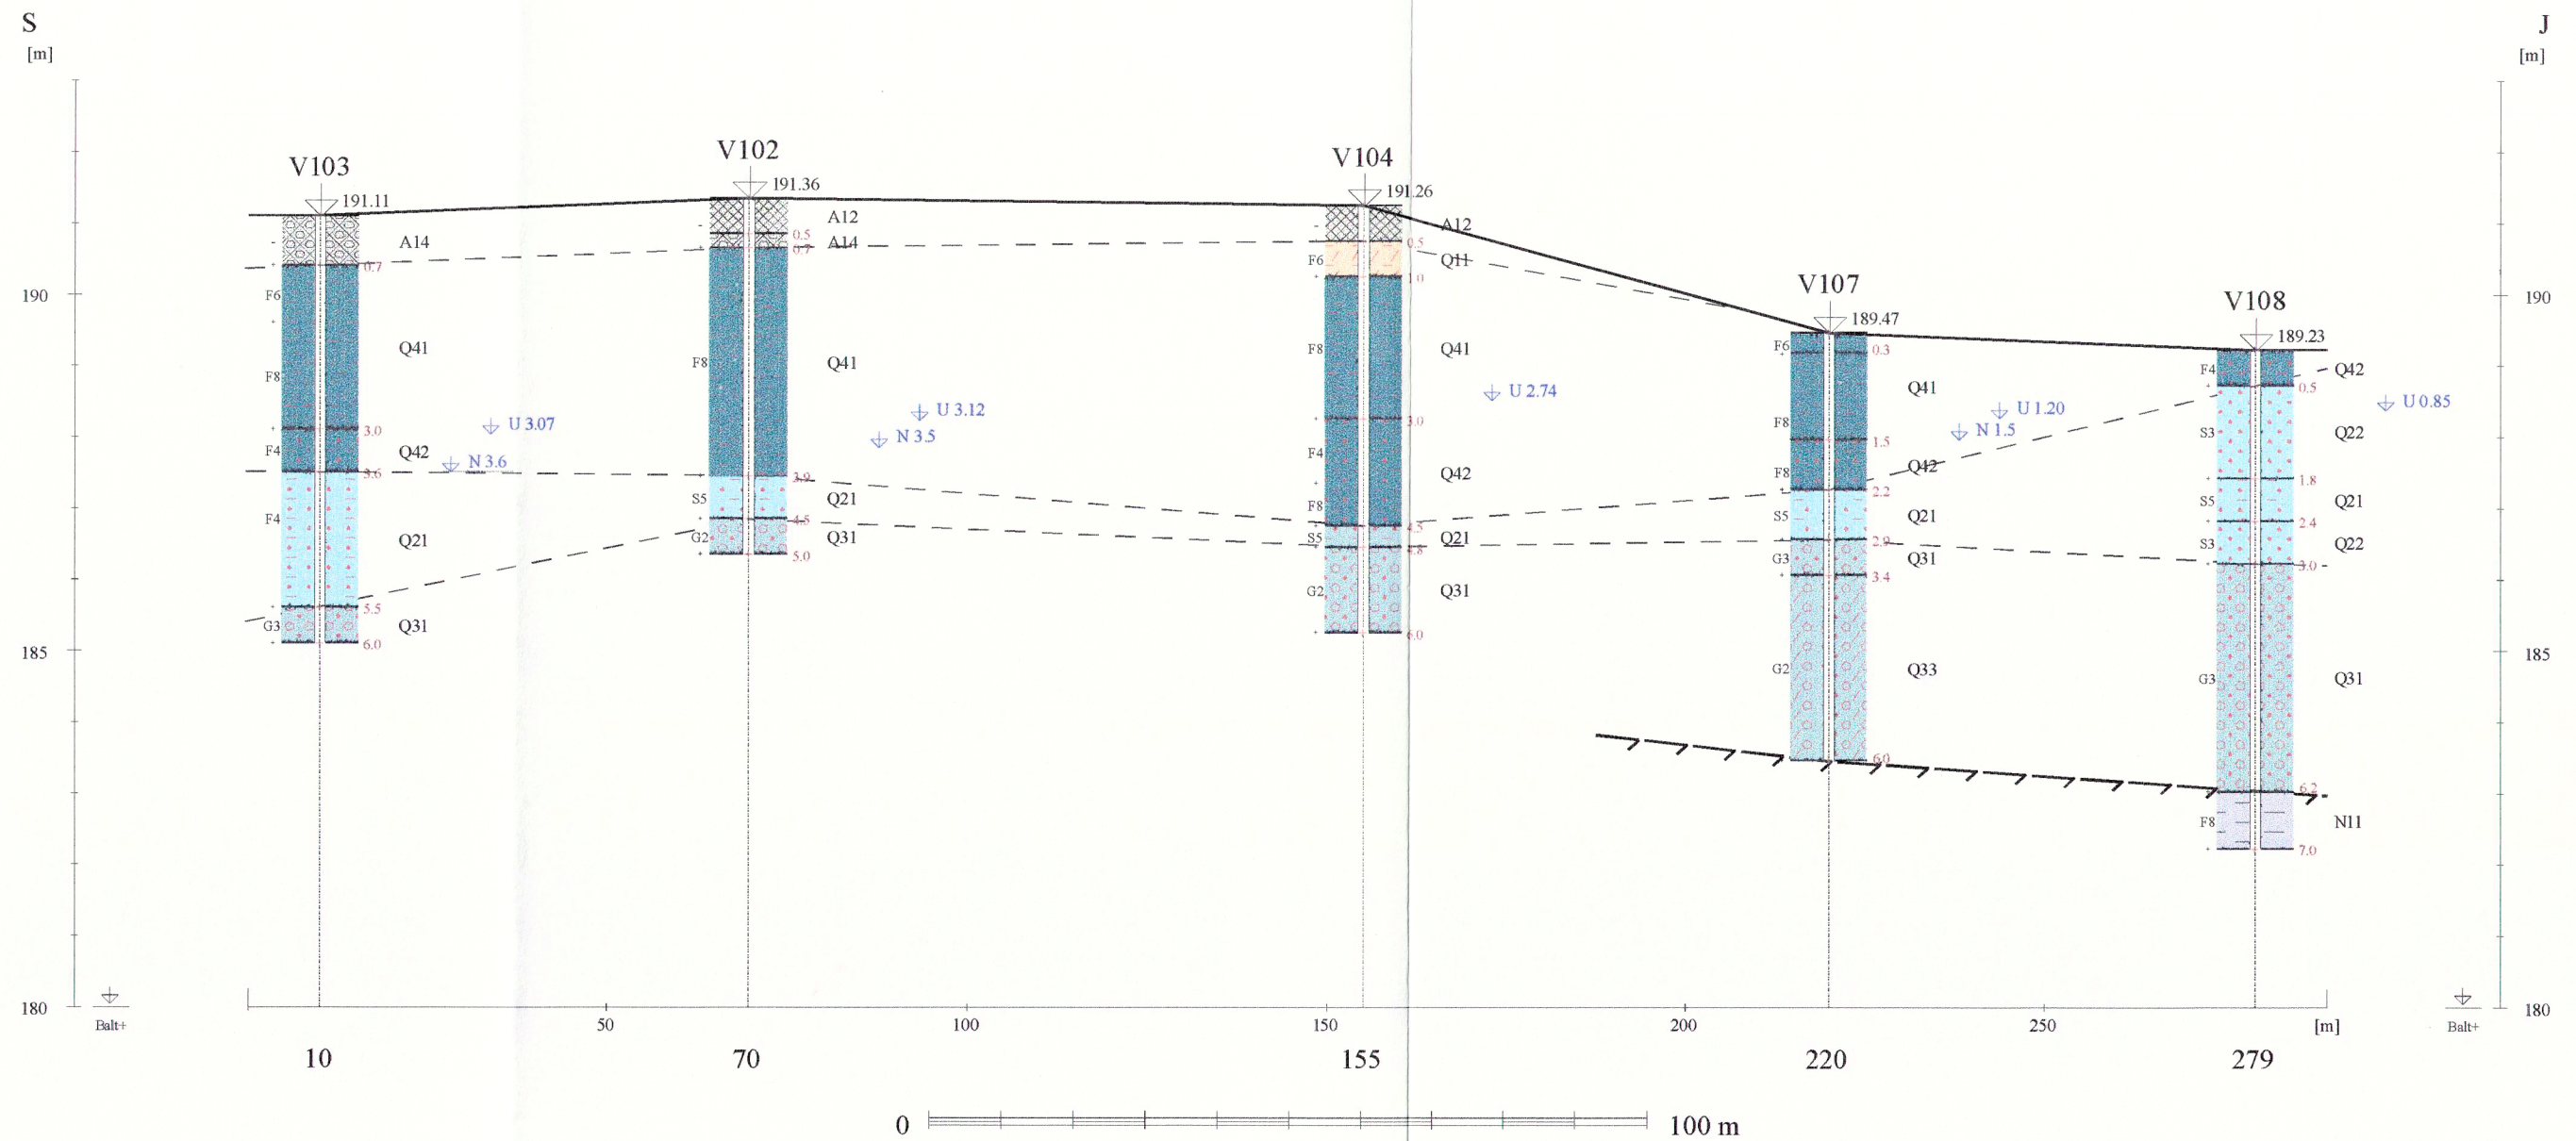 S J
[m] [m]
V103
V102
V104
V107
V108
191.11
191.36
191.26
189.47
189.23
190 190
185 185
180 180
Balt+ Balt+
- A14
0.7
F6
Q41
F8
3.0
F4 Q42
3.6
F4 Q21
5.5
G3 Q31
6.0
U 3.07
N 3.6
- A12
0.5
A14
0.7
F8 Q41
3.9
S5 Q21
4.5
G2 Q31
5.0
U 3.12
N 3.5
- A12
0.5
F6 Q11
1.0
F8 Q41
3.0
F4
Q42
F8
4.5
S5 Q21
4.8
G2 Q31
6.0
U 2.74
F6
0.3
Q41
F8
1.5
F8 Q42
2.2
S5 Q21
2.9
G3 Q31
3.4
G2 Q33
6.0
U 1.20
N 1.5
F4 Q42
0.5
S3 Q22
1.8
S5 Q21
2.4
S3 Q22
3.0
G3 Q31
6.2
F8 N11
7.0
U 0.85
50 100 150 200 250 [m]
10 70 155 220 279
0 100 m